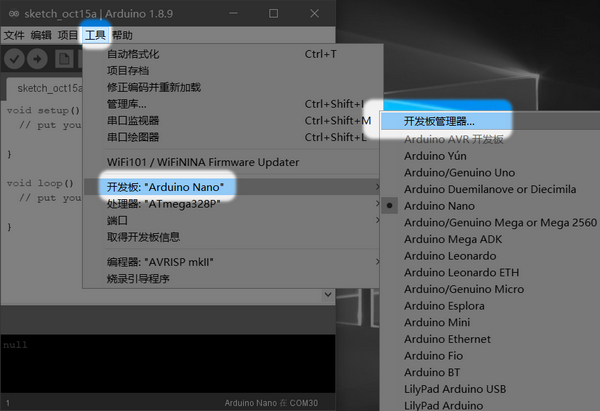 sketch_oct15a | Arduino 1.8.9
文件 编辑 项目 工具 帮助
sketch_oct15a
void setup()
// put you
}
void loop()
// put you
}
自动格式化 Ctrl+T
项目存档
修正编码并重新加载
管理库... Ctrl+Shift+I
串口监视器 Ctrl+Shift+M
串口绘图器 Ctrl+Shift+L
WiFi101 / WiFiNINA Firmware Updater
开发板: "Arduino Nano"
处理器: "ATmega328P"
端口
取得开发板信息
编程器: "AVRISP mkII"
烧录引导程序
开发板管理器...
Arduino AVR 开发板
Arduino Yún
Arduino/Genuino Uno
Arduino Duemilanove or Diecimila
Arduino Nano
Arduino/Genuino Mega or Mega 2560
Arduino Mega ADK
Arduino Leonardo
Arduino Leonardo ETH
Arduino/Genuino Micro
Arduino Esplora
Arduino Mini
Arduino Ethernet
Arduino Fio
Arduino BT
LilyPad Arduino USB
LilyPad Arduino
null
1 Arduino Nano 在 COM30